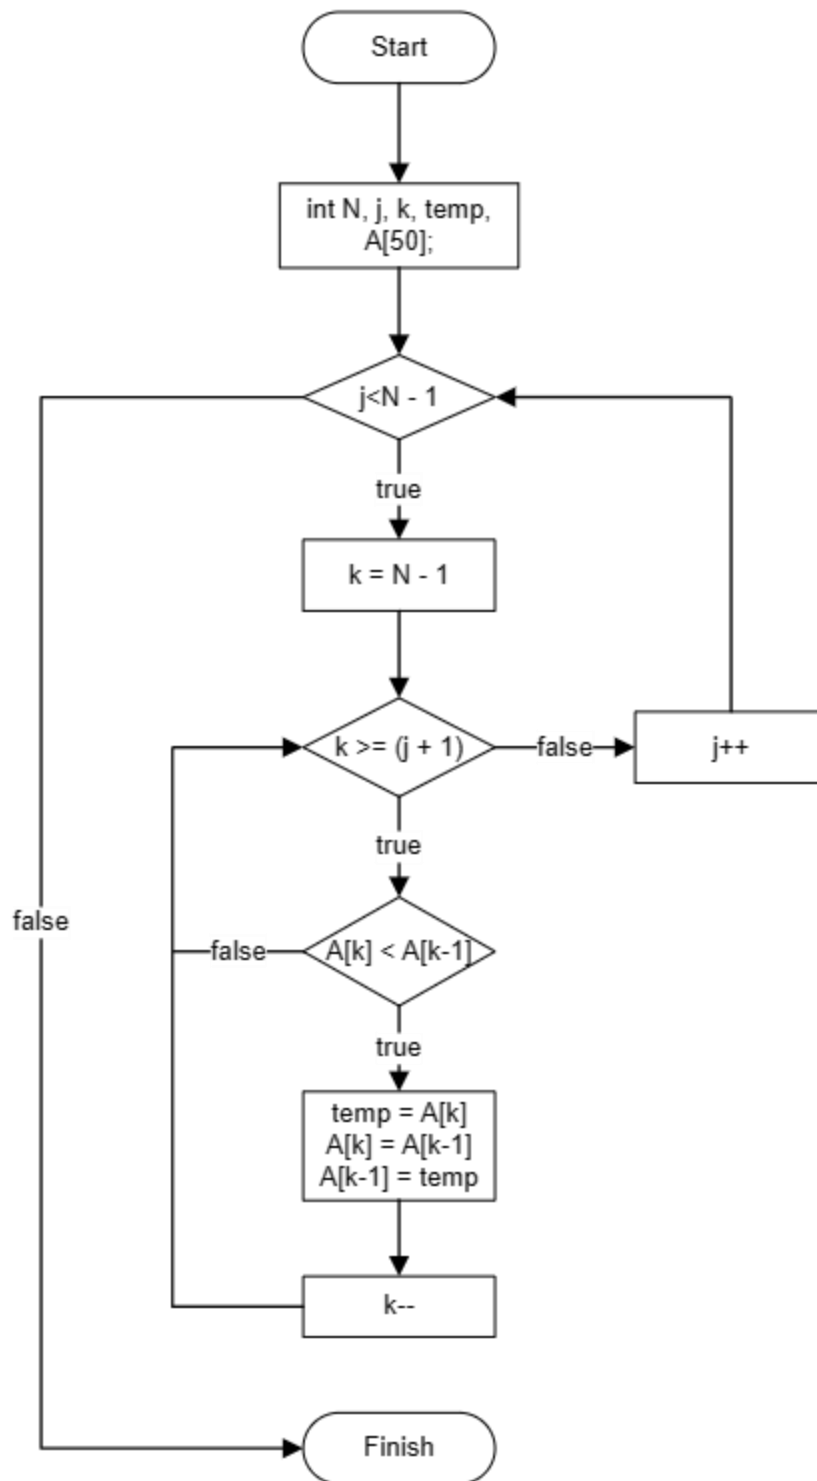 Start
int N, j, k, temp,
A[50];
j<N - 1
true
k = N - 1
k >= (j + 1)
false
j++
true
false
false
A[k] < A[k-1]
true
temp = A[k]
A[k] = A[k-1]
A[k-1] = temp
k--
Finish